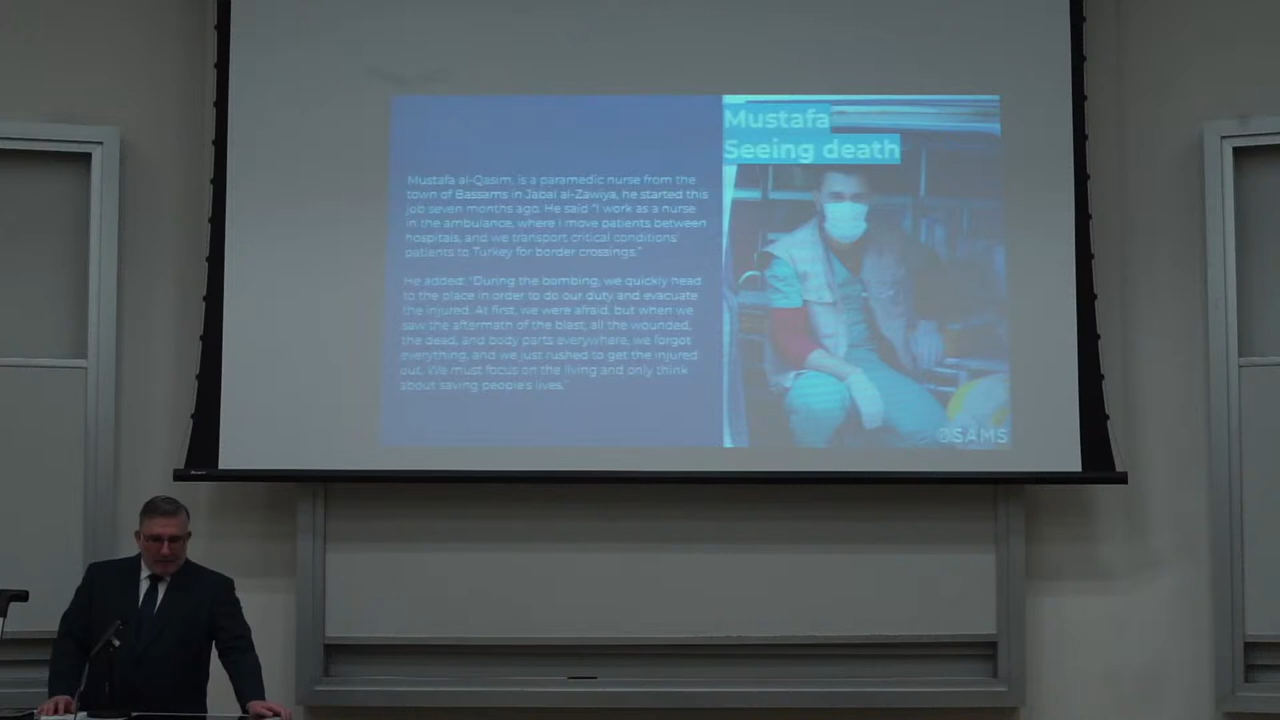 Mustafa
Seeing death
Mustafa al-Qasim, is a paramedic nurse from the
town of Bassams in Jabal al-Zawiya, he started this
job seven months ago. He said "I work as a nurse
in the ambulance, where I move patients between
hospitals, and we transport critical conditions'
patients to Turkey for border crossings."
He added: "During the bombing, we quickly head
to the place in order to do our duty and evacuate
the injured. At first, we were afraid, but when we
saw the aftermath of the blast, all the wounded,
the dead, and body parts everywhere, we forgot
everything, and we just rushed to get the injured
out. We must focus on the living and only think
about saving people's lives."
SAMS